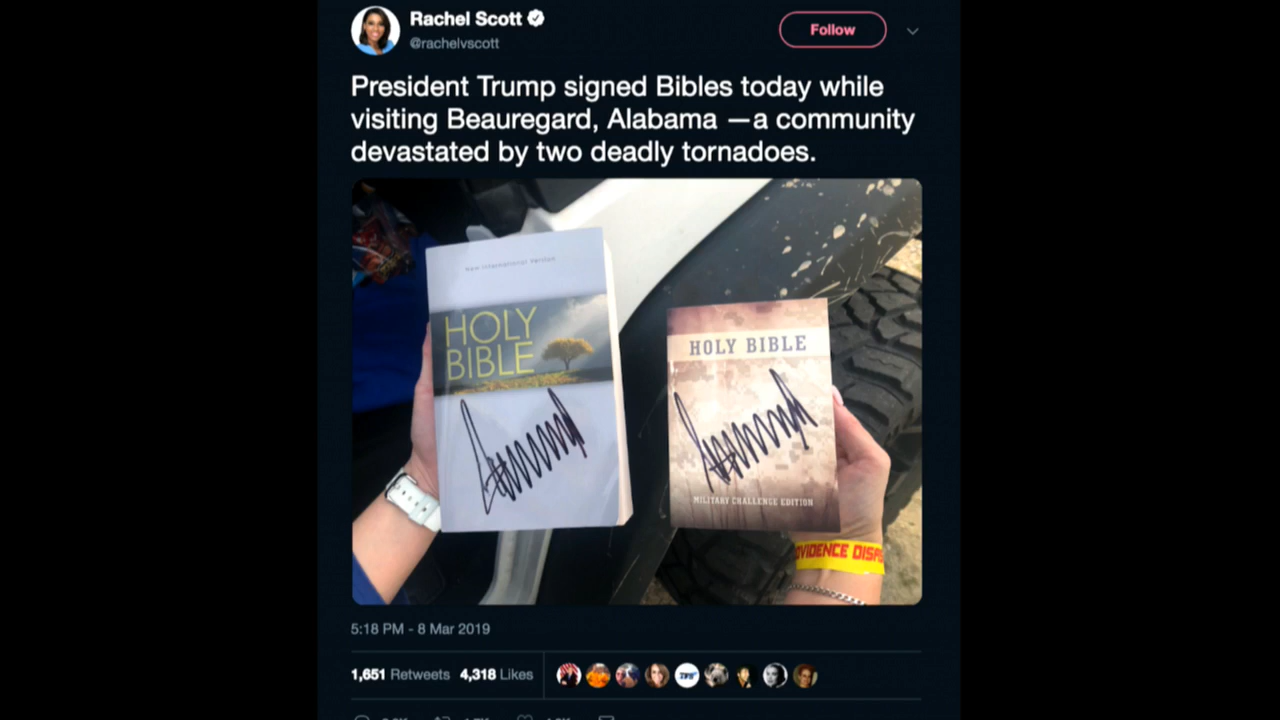 Rachel Scott
@rachelvscott
Follow
President Trump signed Bibles today while
visiting Beauregard, Alabama —a community
devastated by two deadly tornadoes.
New International Version
HOLY
BIBLE
HOLY BIBLE
MILITARY CHALLENGE EDITION
OVIDENCE DISAS
5:18 PM - 8 Mar 2019
1,651 Retweets 4,318 Likes